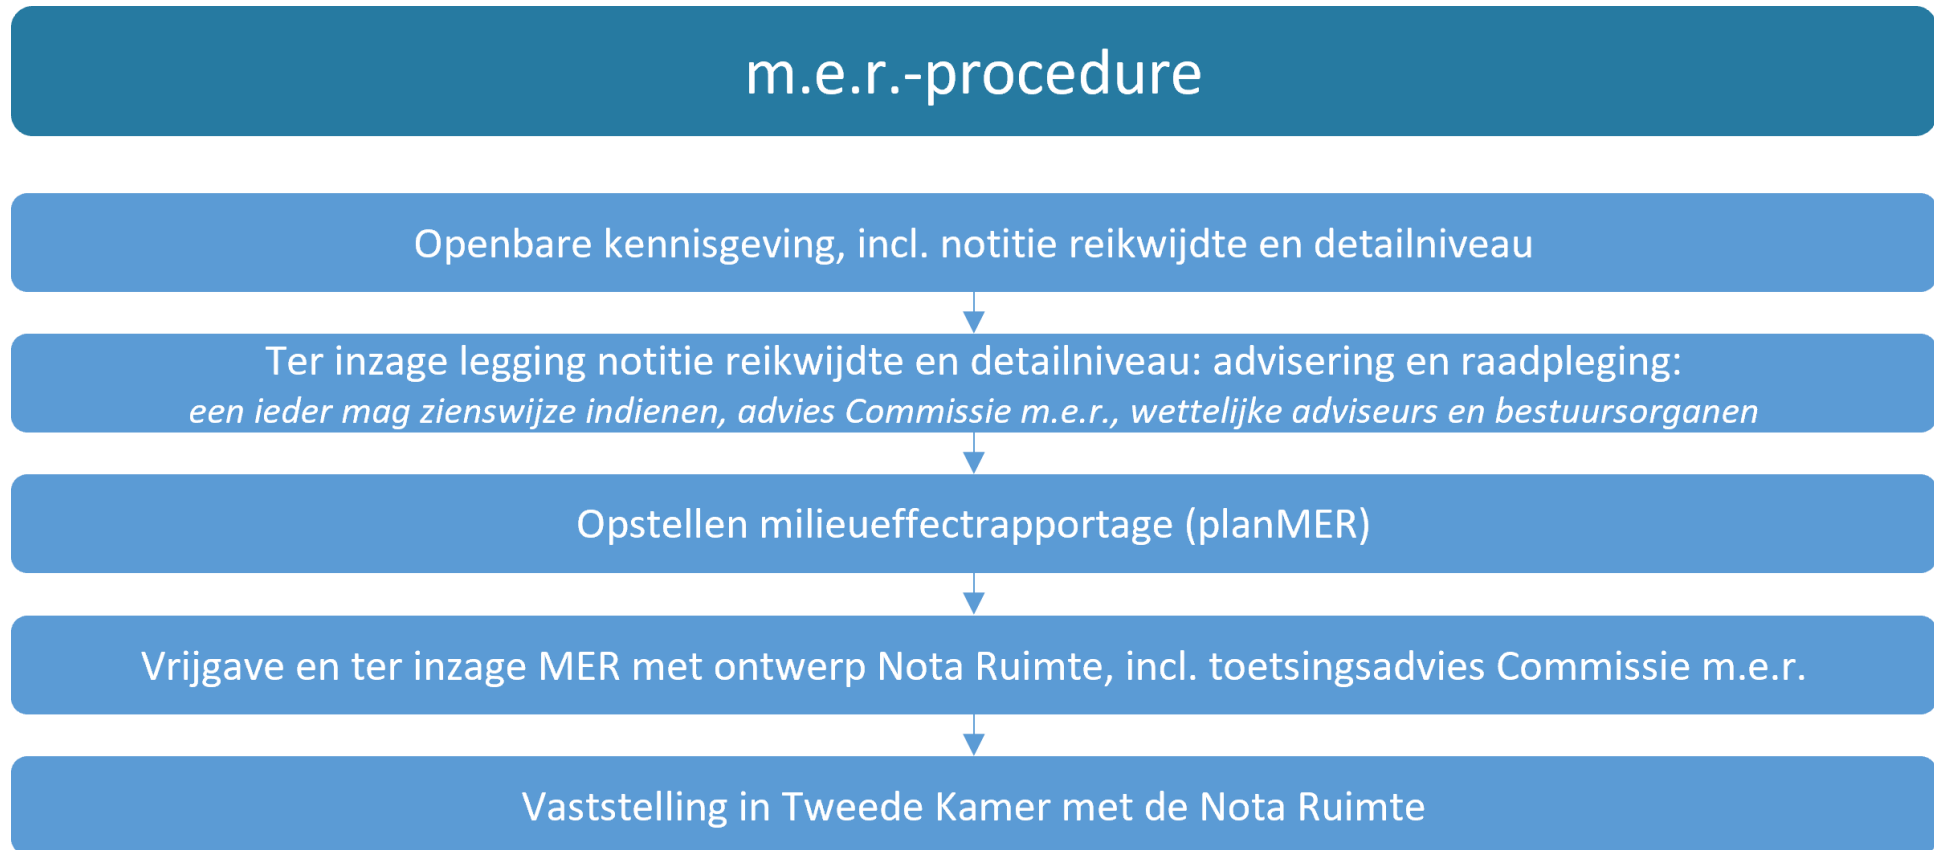 m.e.r.-procedure
Openbare kennisgeving, incl. notitie reikwijdte en detailniveau
Ter inzage legging notitie reikwijdte en detailniveau: advisering en raadpleging:
een ieder mag zienswijze indienen, advies Commissie m.e.r., wettelijke adviseurs en bestuursorganen
Opstellen milieueffectrapportage (planMER)
Vrijgave en ter inzage MER met ontwerp Nota Ruimte, incl. toetsingsadvies Commissie m.e.r.
Vaststelling in Tweede Kamer met de Nota Ruimte